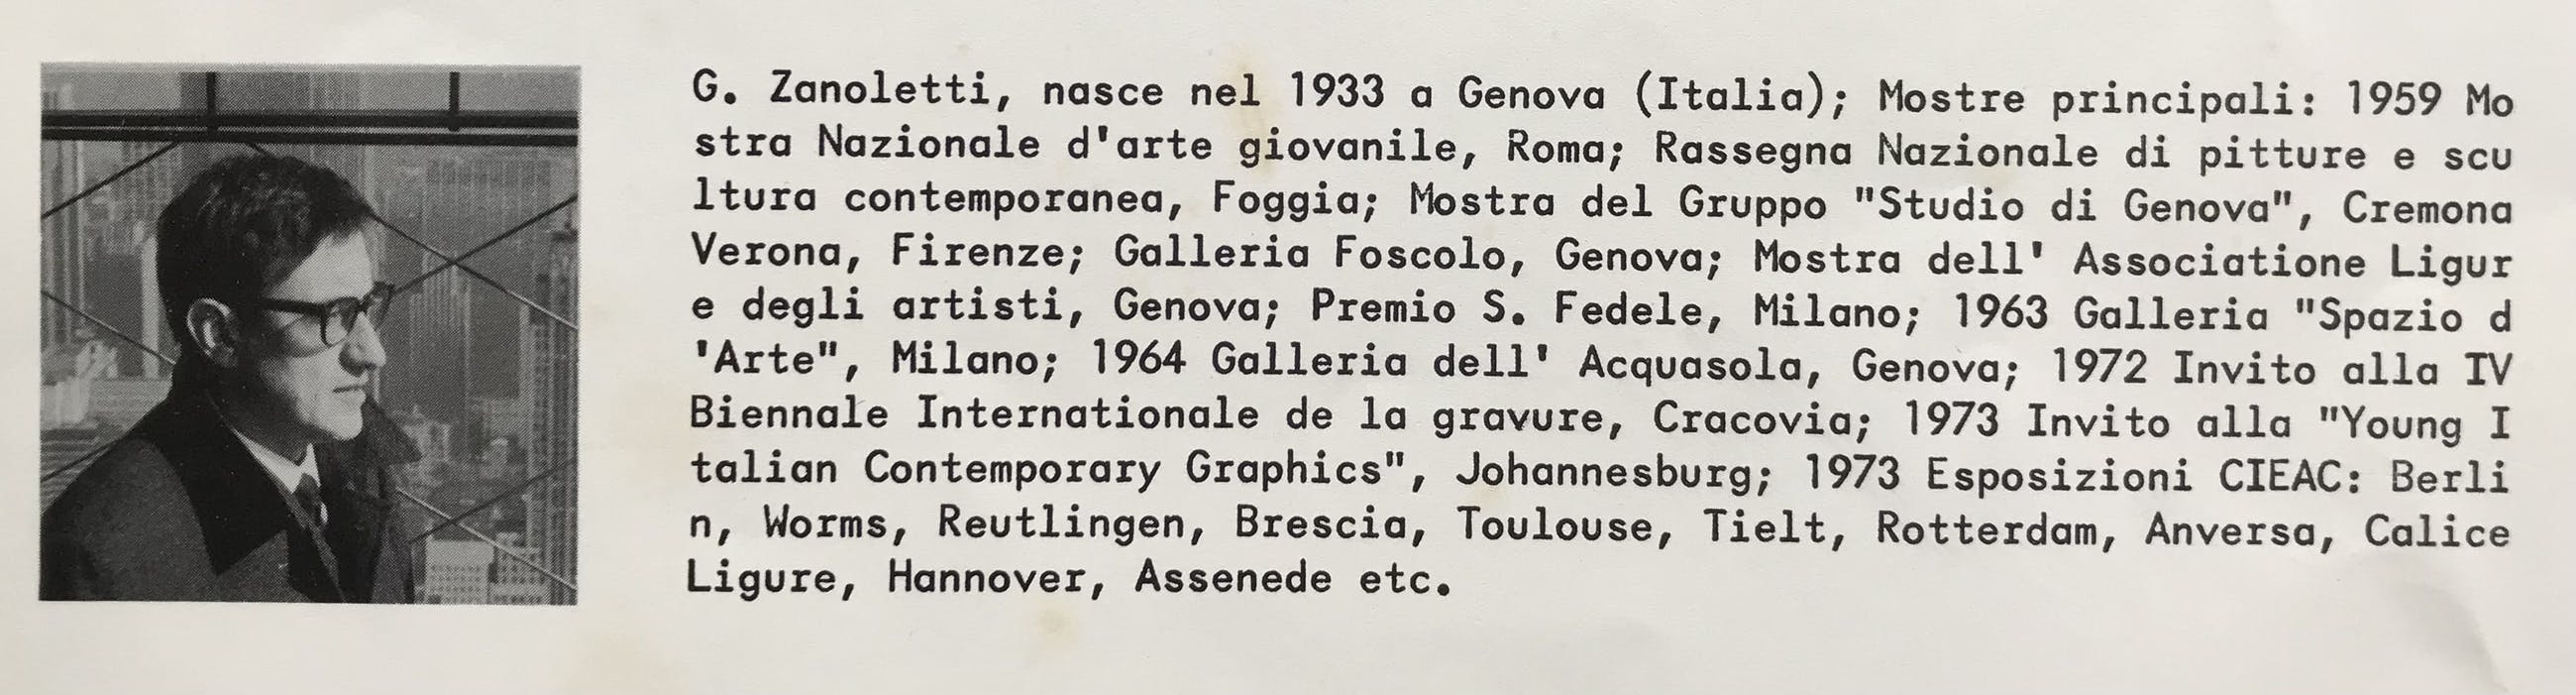 G. Zanoletti, nasce nel 1933 a Genova (Italia); Mostre principali: 1959 Mo
stra Nazionale d'arte giovanile, Roma; Rassegna Nazionale di pitture e scu
ltura contemporanea, Foggia; Mostra del Gruppo "Studio di Genova", Cremona
Verona, Firenze; Galleria Foscolo, Genova; Mostra dell' Associatione Ligur
e degli artisti, Genova; Premio S. Fedele, Milano; 1963 Galleria "Spazio d
'Arte", Milano; 1964 Galleria dell' Acquasola, Genova; 1972 Invito alla IV
Biennale Internationale de la gravure, Cracovia; 1973 Invito alla "Young I
talian Contemporary Graphics", Johannesburg; 1973 Esposizioni CIEAC: Berli
n, Worms, Reutlingen, Brescia, Toulouse, Tielt, Rotterdam, Anversa, Calice
Ligure, Hannover, Assenede etc.